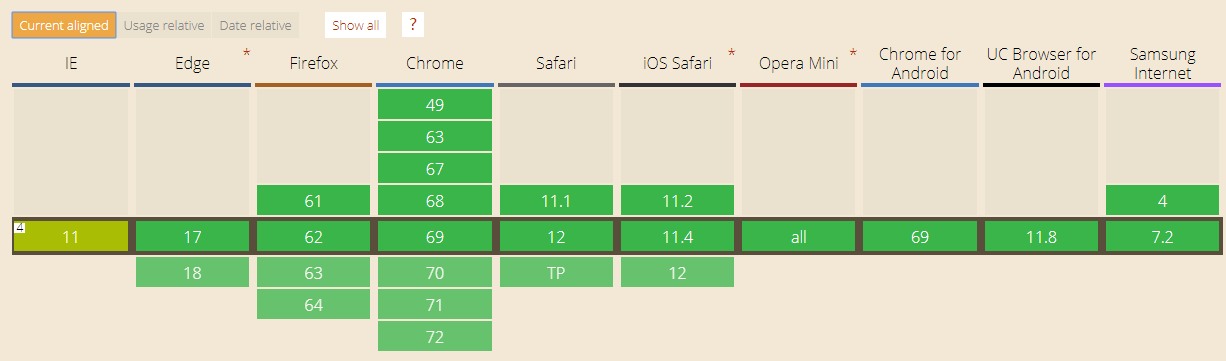 Current aligned Usage relative Date relative Show all ?
IE Edge * Firefox Chrome Safari iOS Safari * Opera Mini * Chrome for Android UC Browser for Android Samsung Internet
49
63
67
61 68 11.1 11.2 4
4 11 17 62 69 12 11.4 all 69 11.8 7.2
18 63 70 TP 12
64 71
72